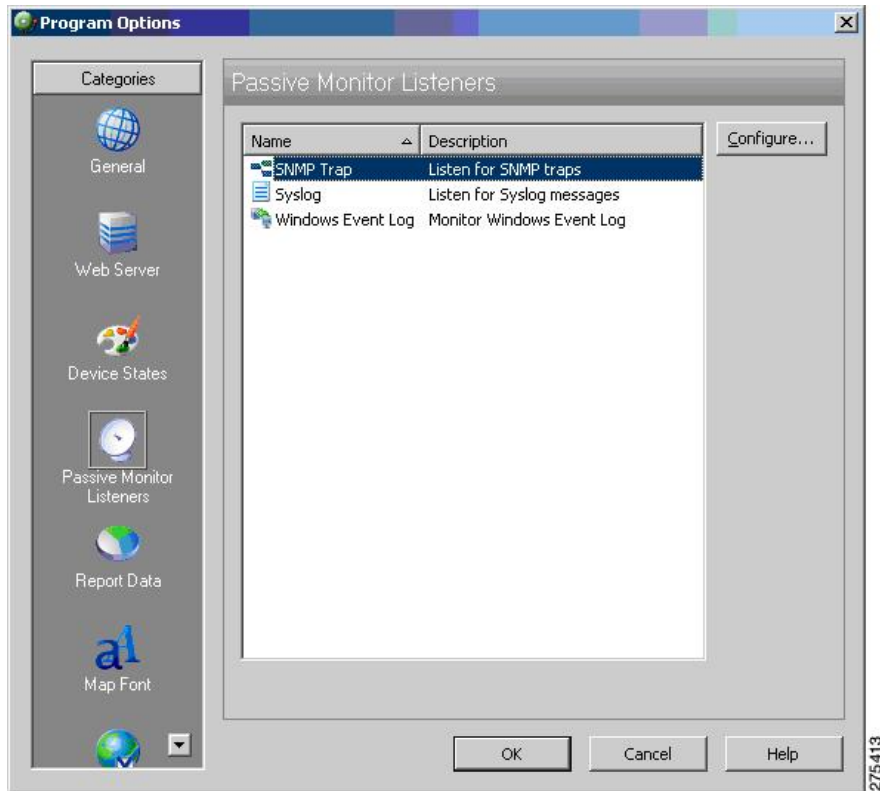 Program Options
Categories
General
Web Server
Device States
Passive Monitor
Listeners
Report Data
Map Font
Passive Monitor Listeners
Name Description
SNMP Trap Listen for SNMP traps
Syslog Listen for Syslog messages
Windows Event Log Monitor Windows Event Log
Configure...
OK Cancel Help
275413